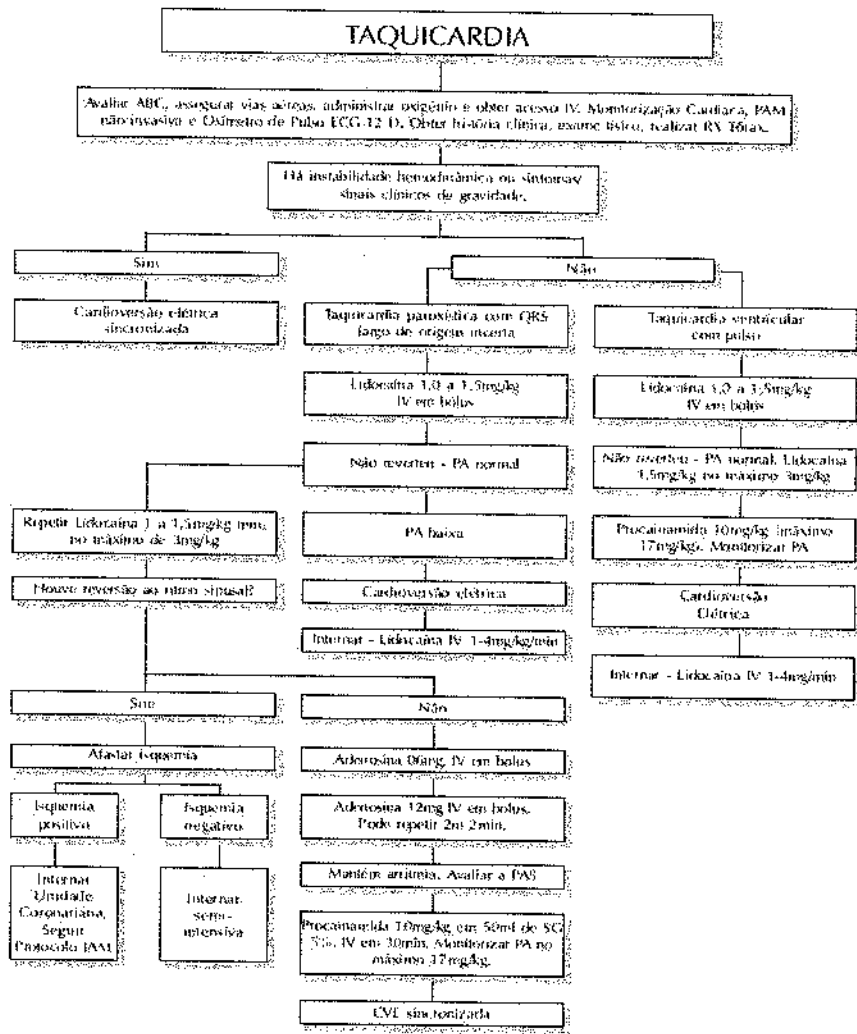 TAQUICARDIA
Avaliar ABC, assegurar vias aéreas, administrar oxigênio e obter acesso IV. Monitorização Cardíaca, PAM
não-invasiva e Oxímetro de Pulso ECG-12 D. Obter história clínica, exame físico, realizar RX Tórax.
Há instabilidade hemodinâmica ou sintomas/
sinais clínicos de gravidade.
Sim
Não
Cardioversão elétrica
sincronizada
Taquicardia paroxística com QRS
largo de origem incerta
Taquicardia ventricular
com pulso
Lidocaína 1,0 a 1,5mg/kg
IV em bolus
Lidocaína 1,0 a 1,5mg/kg
IV em bolus
Não reverteu - PA normal
Não reverteu - PA normal. Lidocaína
1,5mg/kg no máximo 3mg/kg
Repetir Lidocaína 1 a 1,5mg/kg
no máximo de 3mg/kg
PA baixa
Procainamida 10mg/kg (máximo
17mg/kg). Monitorizar PA
Houve reversão ao ritmo sinusal?
Cardioversão elétrica
Cardioversão
Elétrica
Internar - Lidocaína IV 1-4mg/kg/min
Internar - Lidocaína IV 1-4mg/min
Sim
Não
Afastar isquemia
Adenosina 06mg. IV em bolus
Isquemia
positivo
Isquemia
negativo
Adenosina 12mg IV em bolus.
Pode repetir 2m 2min.
Mantém arritmia. Avaliar a PAS
Internar
Unidade
Coronariana,
Seguir
Protocolo IAM
Internar
semi-
intensiva
Procainamida 10mg/kg em 50ml de SG
5%. IV em 30min. Monitorizar PA no
máximo 17mg/kg.
CVE sincronizada